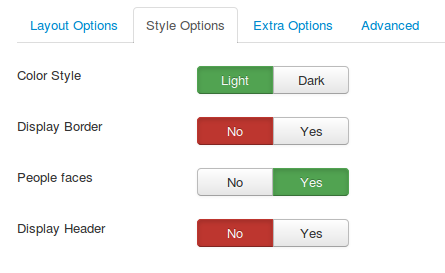 Layout Options Style Options Extra Options Advanced
Color Style Light Dark
Display Border No Yes
People faces No Yes
Display Header No Yes